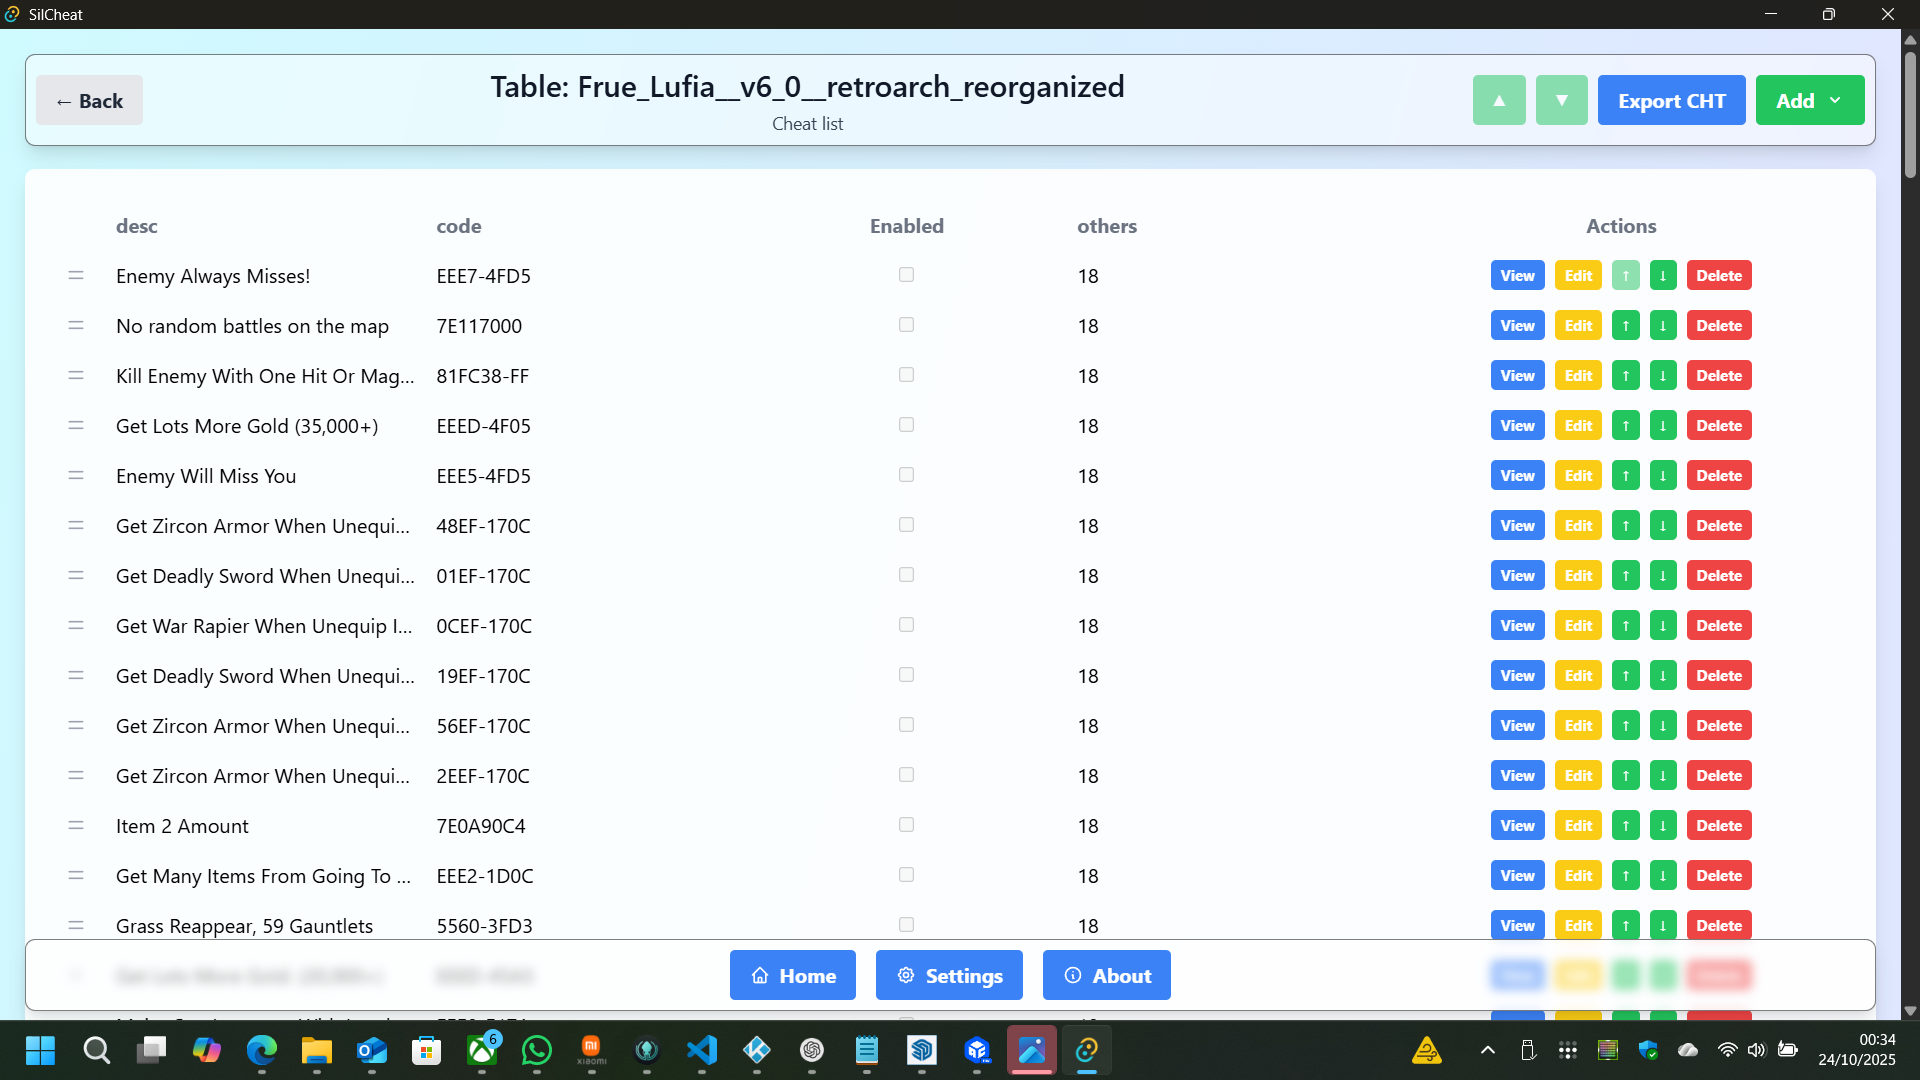 SilCheat
← Back
Table: Frue_Lufia__v6_0__retroarch_reorganized
Cheat list
▲ ▼ Export CHT Add
desc code Enabled others Actions
Enemy Always Misses! EEE7-4FD5 18 View Edit ↑ ↓ Delete
No random battles on the map 7E117000 18 View Edit ↑ ↓ Delete
Kill Enemy With One Hit Or Mag... 81FC38-FF 18 View Edit ↑ ↓ Delete
Get Lots More Gold (35,000+) EEED-4F05 18 View Edit ↑ ↓ Delete
Enemy Will Miss You EEE5-4FD5 18 View Edit ↑ ↓ Delete
Get Zircon Armor When Unequi... 48EF-170C 18 View Edit ↑ ↓ Delete
Get Deadly Sword When Unequi... 01EF-170C 18 View Edit ↑ ↓ Delete
Get War Rapier When Unequip I... 0CEF-170C 18 View Edit ↑ ↓ Delete
Get Deadly Sword When Unequi... 19EF-170C 18 View Edit ↑ ↓ Delete
Get Zircon Armor When Unequi... 56EF-170C 18 View Edit ↑ ↓ Delete
Get Zircon Armor When Unequi... 2EEF-170C 18 View Edit ↑ ↓ Delete
Item 2 Amount 7E0A90C4 18 View Edit ↑ ↓ Delete
Get Many Items From Going To ... EEE2-1D0C 18 View Edit ↑ ↓ Delete
Grass Reappear, 59 Gauntlets 5560-3FD3 18 View Edit ↑ ↓ Delete
Home Settings About
6
mi
xiaomi
00:34
24/10/2025